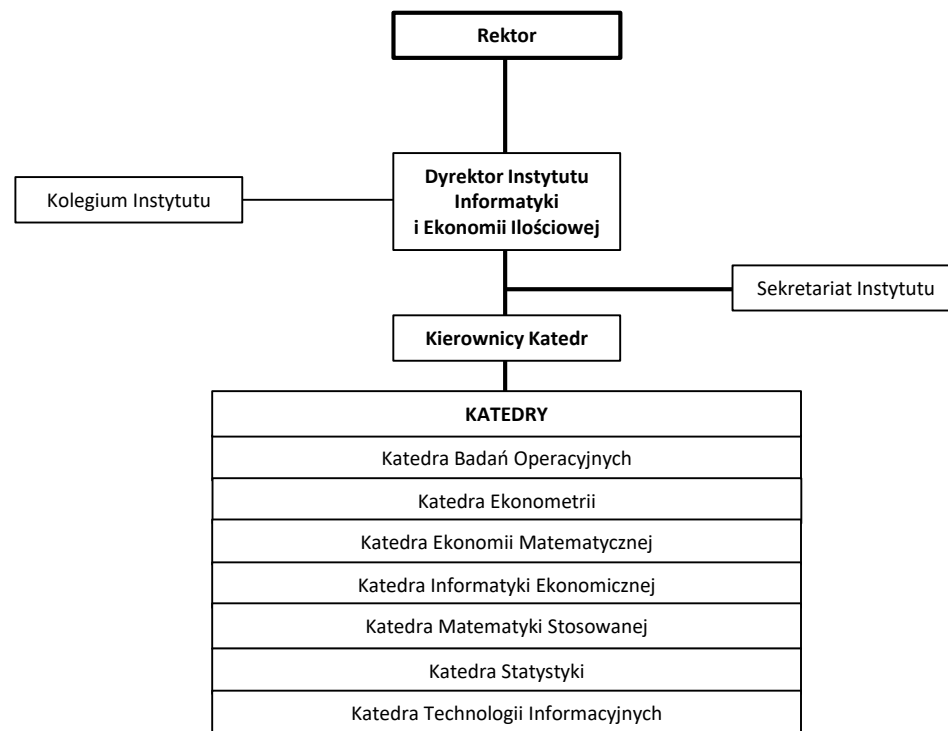 Rektor
Dyrektor Instytutu
Informatyki
i Ekonomii Ilościowej
Kolegium Instytutu
Sekretariat Instytutu
Kierownicy Katedr
KATEDRY
Katedra Badań Operacyjnych
Katedra Ekonometrii
Katedra Ekonomii Matematycznej
Katedra Informatyki Ekonomicznej
Katedra Matematyki Stosowanej
Katedra Statystyki
Katedra Technologii Informacyjnych